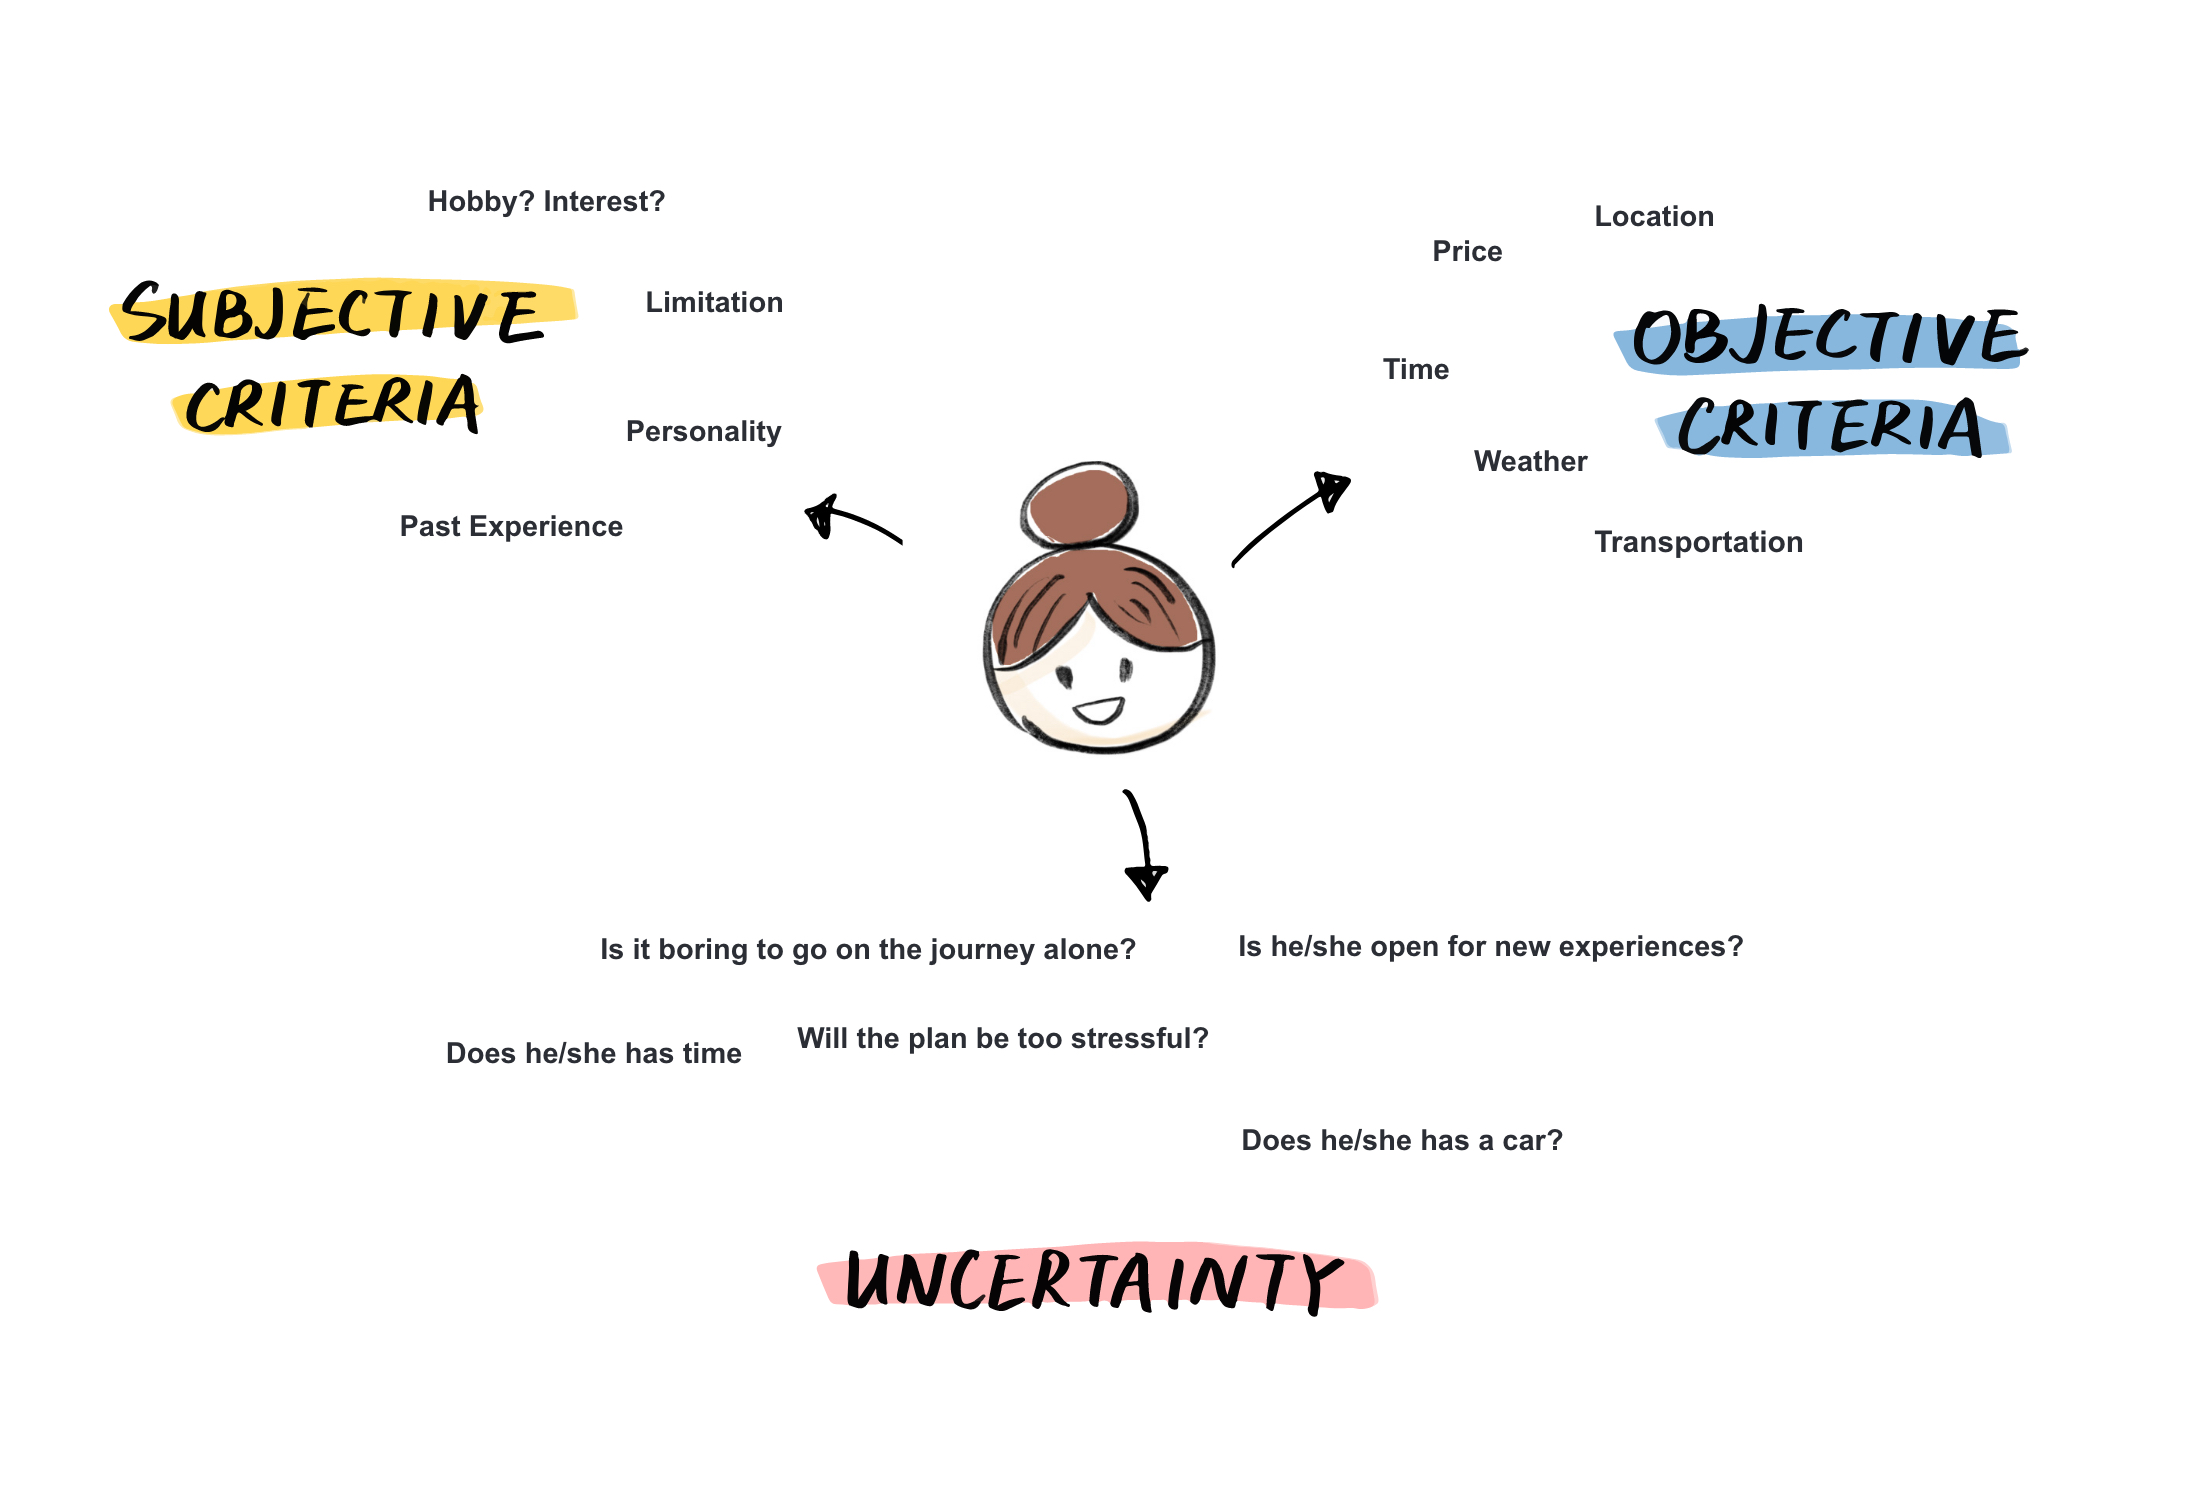 Hobby? Interest?
SUBJECTIVE
CRITERIA
Limitation
Personality
Past Experience
Location
Price
OBJECTIVE
CRITERIA
Time
Weather
Transportation
Is it boring to go on the journey alone?
Is he/she open for new experiences?
Does he/she has time
Will the plan be too stressful?
Does he/she has a car?
UNCERTAINTY